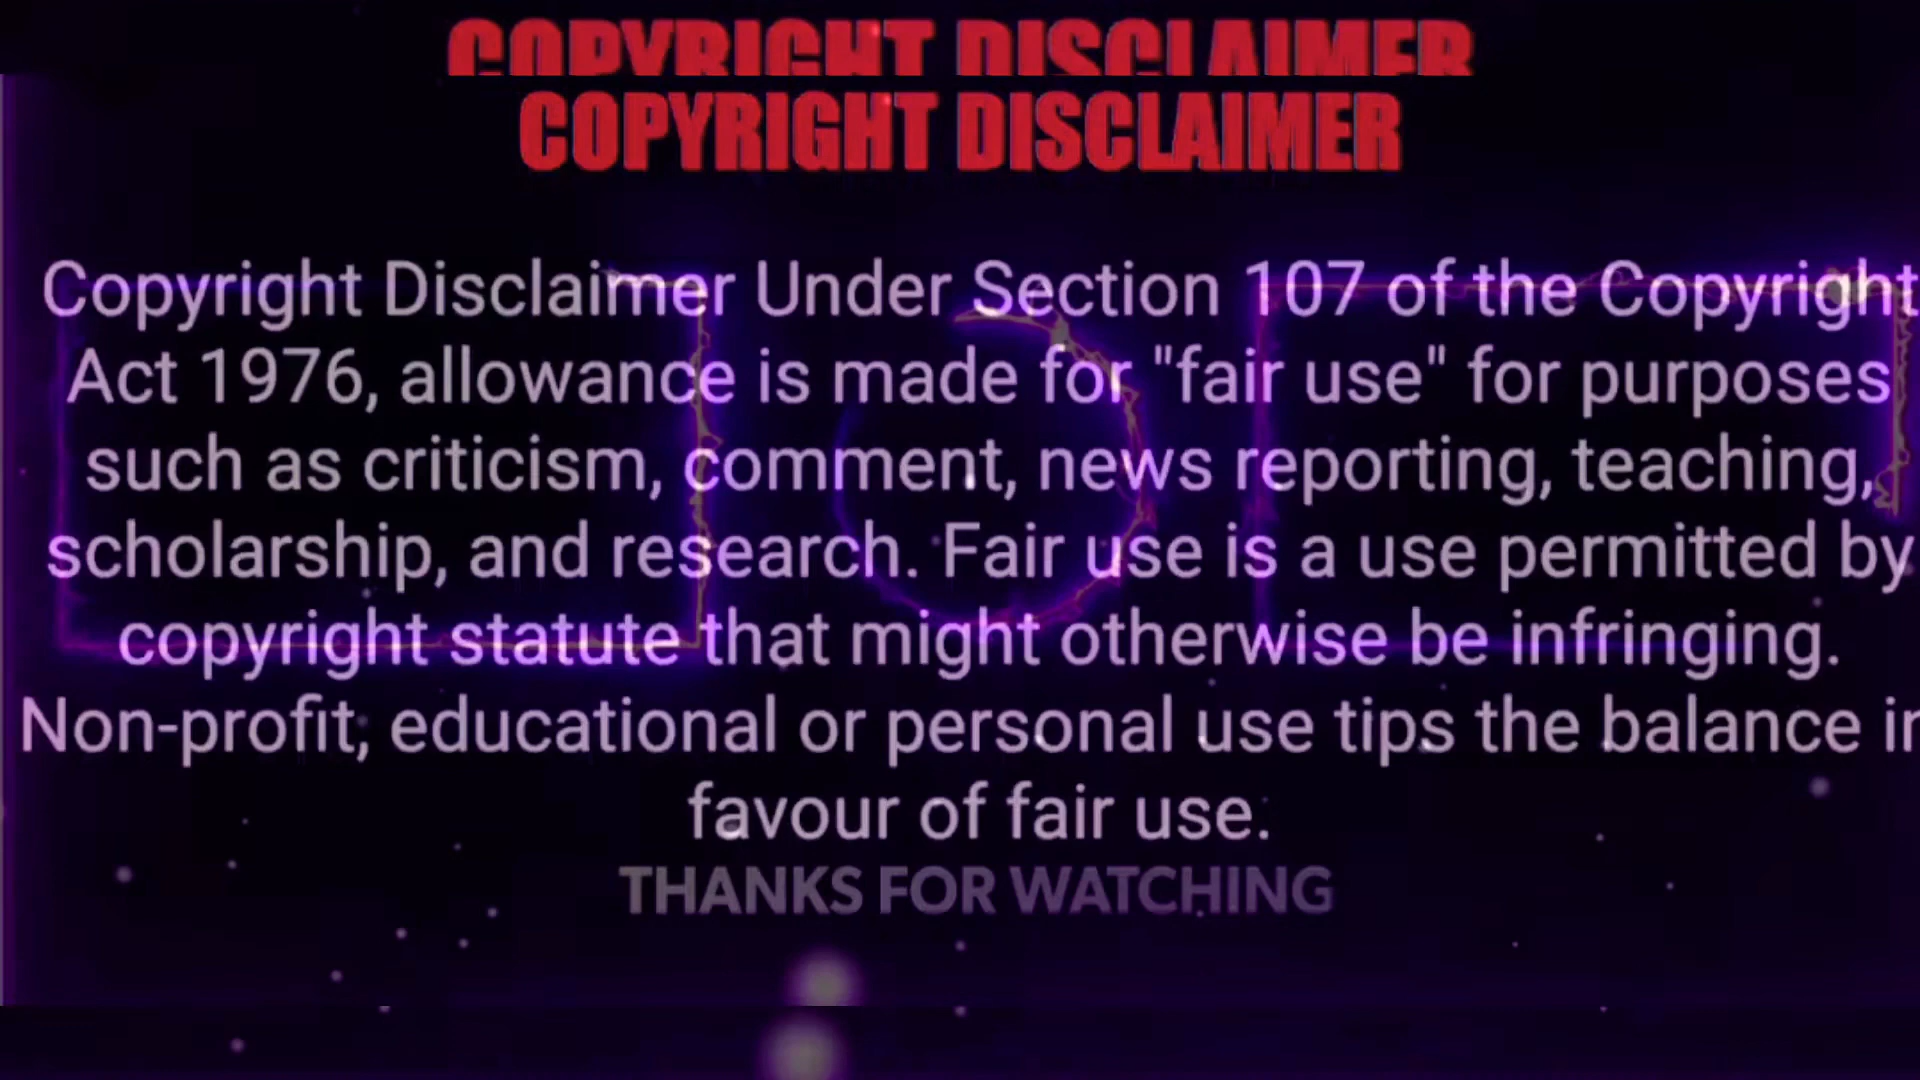 COPYRIGHT DISCLAIMER
COPYRIGHT DISCLAIMER
Copyright Disclaimer Under Section 107 of the Copyright
Act 1976, allowance is made for "fair use" for purposes
such as criticism, comment, news reporting, teaching,
scholarship, and research. Fair use is a use permitted by
copyright statute that might otherwise be infringing.
Non-profit, educational or personal use tips the balance in
favour of fair use.
THANKS FOR WATCHING